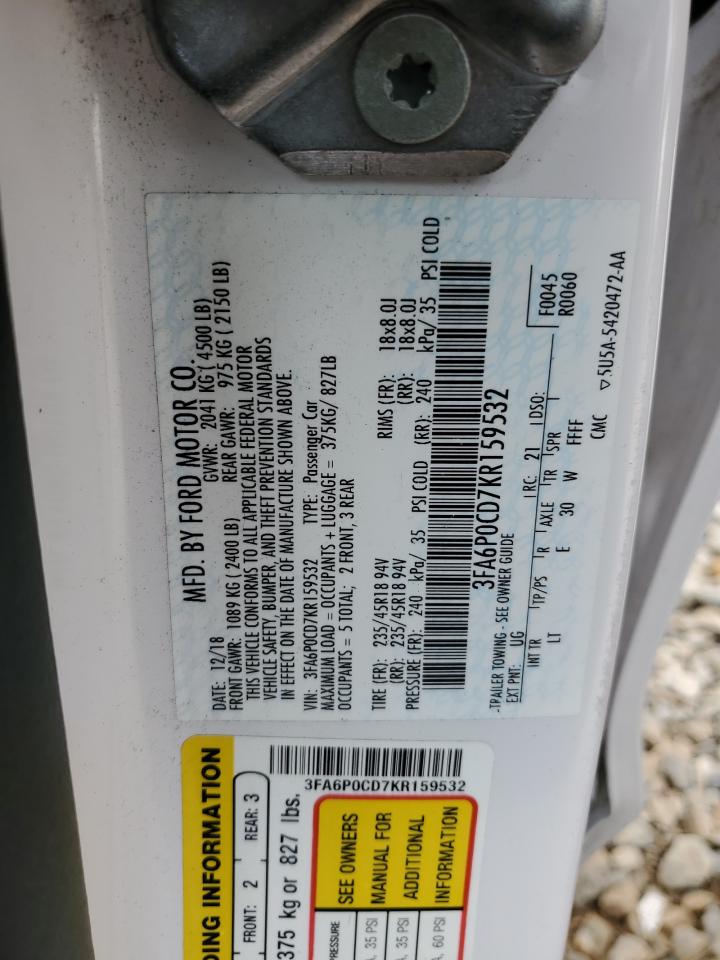 MFD. BY FORD MOTOR CO.
DATE: 12/18 GVWR: 2041 KG ( 4500 LB)
FRONT GAWR: 1089 KG ( 2400 LB) REAR GAWR: 975 KG ( 2150 LB)
THIS VEHICLE CONFORMS TO ALL APPLICABLE FEDERAL MOTOR
VEHICLE SAFETY, BUMPER, AND THEFT PREVENTION STANDARDS
IN EFFECT ON THE DATE OF MANUFACTURE SHOWN ABOVE.
VIN: 3FA6P0CD7KR159532 TYPE: Passenger Car
MAXIMUM LOAD = OCCUPANTS + LUGGAGE = 375KG/ 827LB
OCCUPANTS = 5 TOTAL; 2 FRONT, 3 REAR
TIRE (FR): 235/45R18 94V RIMS (FR): 18x8.0J
(RR): 235/45R18 94V (RR): 18x8.0J
PRESSURE (FR): 240 kPa/ 35 PSI COLD (RR): 240 kPa/ 35 PSI COLD
3FA6P0CD7KR159532
-TRAILER TOWING - SEE OWNER GUIDE
EXT PNT: UG RC: 21 DSO: F0045
INT TR TP/PS R AXLE TR SPR R0060
LT E 30 W FFFF
CMC ▽5U5A-5420472-AA
DING INFORMATION
FRONT: 2 REAR: 3
375 kg or 827 lbs.
3FA6P0CD7KR159532
PRESSURE
, 35 PSI
, 35 PSI
, 60 PSI
SEE OWNERS
MANUAL FOR
ADDITIONAL
INFORMATION